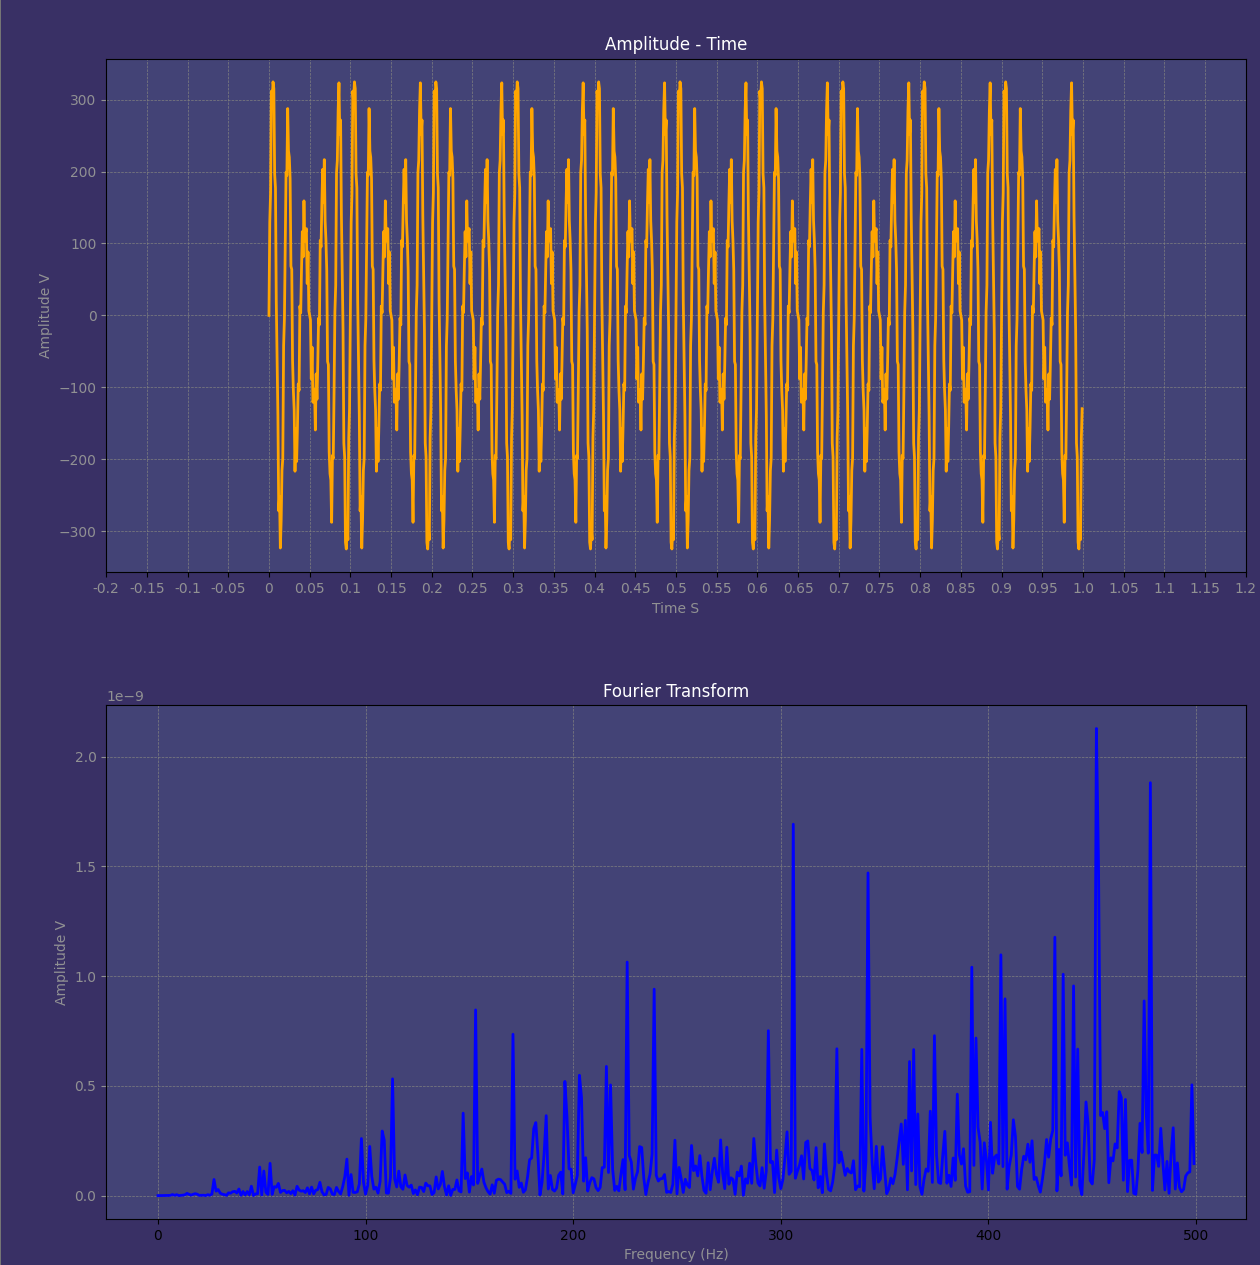 Amplitude - Time
300
200
100
0
−100
−200
−300
Amplitude V
-0.2 -0.15 -0.1 -0.05 0 0.05 0.1 0.15 0.2 0.25 0.3 0.35 0.4 0.45 0.5 0.55 0.6 0.65 0.7 0.75 0.8 0.85 0.9 0.95 1.0 1.05 1.1 1.15 1.2
Time S
Fourier Transform
1e−9
2.0
1.5
1.0
0.5
0.0
Amplitude V
0 100 200 300 400 500
Frequency (Hz)